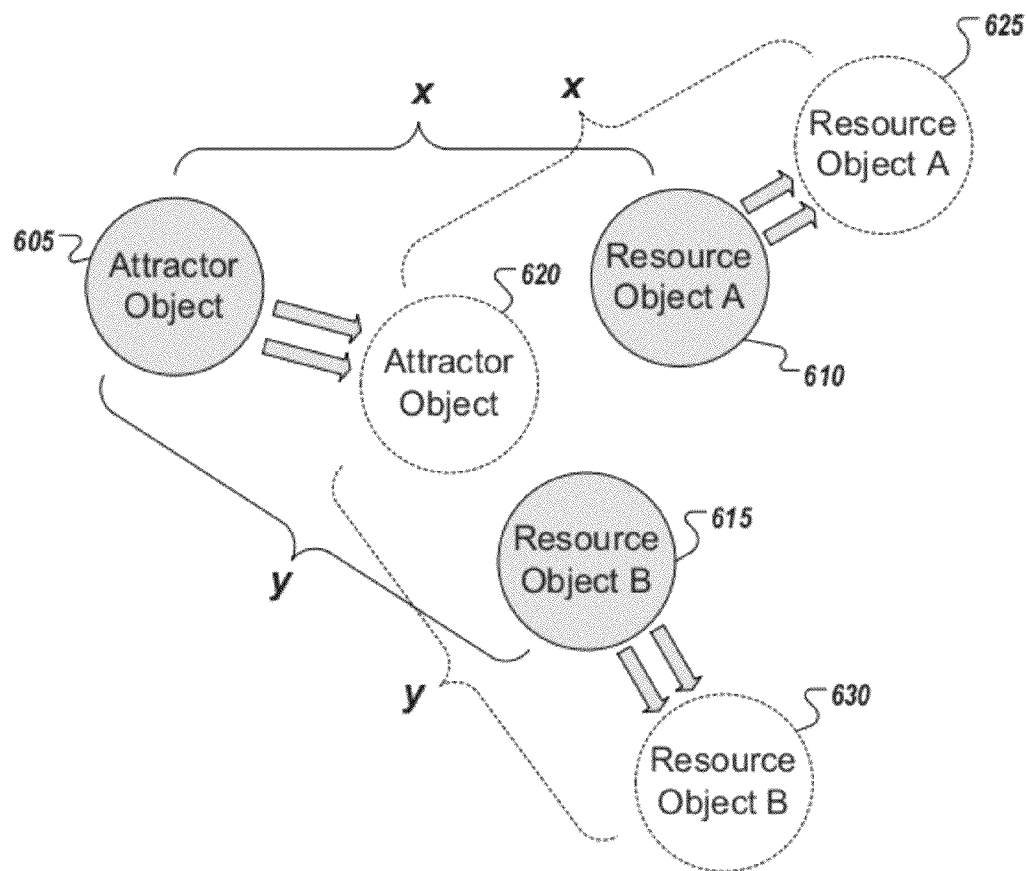 625
x
x
Resource
Object A
605
Attractor
Object
Resource
Object A
620
Attractor
Object
610
Resource
Object B
615
y
y
630
Resource
Object B